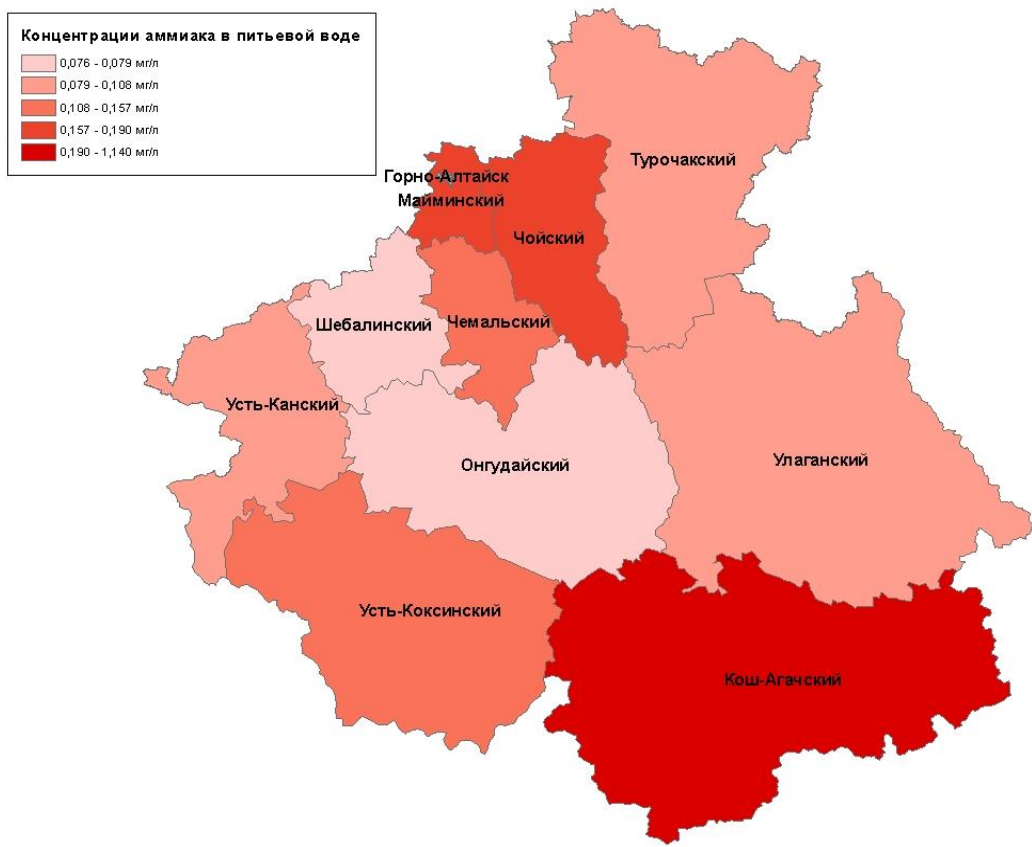 Концентрации аммиака в питьевой воде
0,076 - 0,079 мг/л
0,079 - 0,108 мг/л
0,108 - 0,157 мг/л
0,157 - 0,190 мг/л
0,190 - 1,140 мг/л
Турочакский
Горно-Алтайск
Майминский
Чойский
Шебалинский
Чемальский
Усть-Канский
Онгудайский
Улаганский
Усть-Коксинский
Кош-Агачский